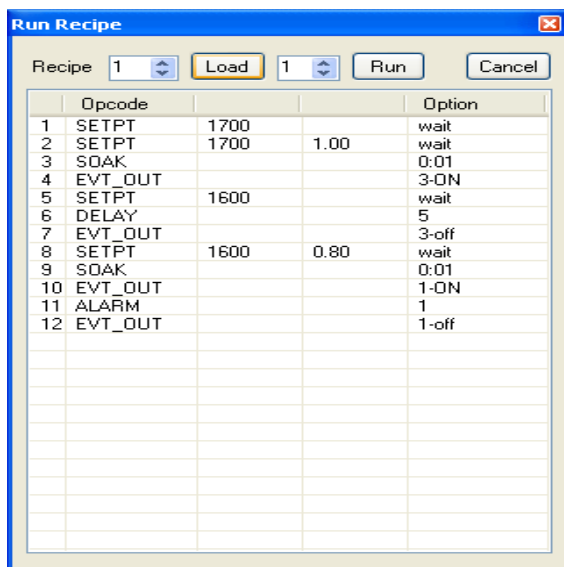 Run Recipe
Recipe 1 Load 1 Run Cancel
Opcode Option
1 SETPT 1700 wait
2 SETPT 1700 1.00 wait
3 SOAK 0:01
4 EVT_OUT 3-ON
5 SETPT 1600 wait
6 DELAY 5
7 EVT_OUT 3-off
8 SETPT 1600 0.80 wait
9 SOAK 0:01
10 EVT_OUT 1-ON
11 ALARM 1
12 EVT_OUT 1-off